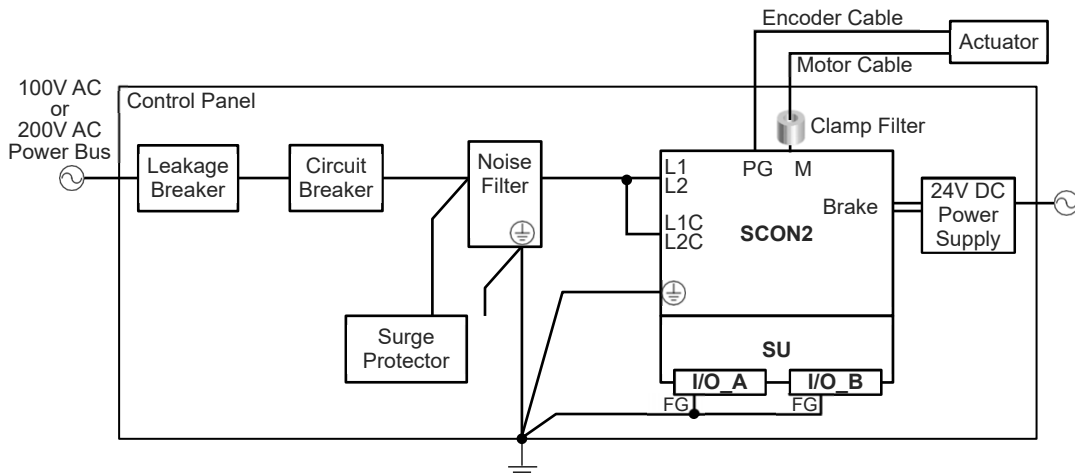 Encoder Cable
Actuator
Motor Cable
100V AC
or
200V AC
Power Bus
Control Panel
Clamp Filter
Leakage
Breaker
Circuit
Breaker
Noise
Filter
L1
L2
PG M
L1C
L2C
Brake
SCON2
24V DC
Power
Supply
Surge
Protector
SU
I/O_A
I/O_B
FG
FG